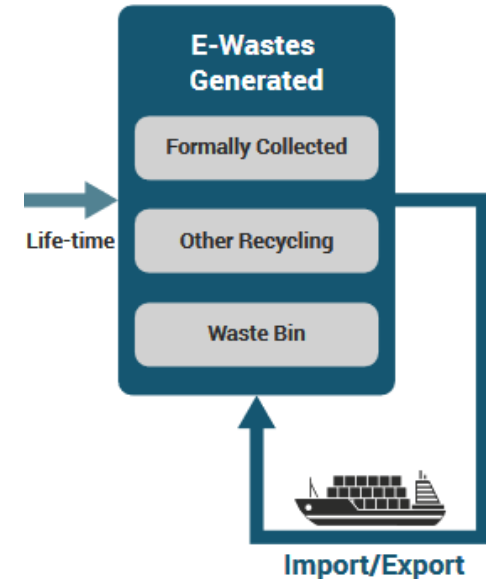 E-Wastes
Generated
Formally Collected
Life-time
Other Recycling
Waste Bin
Import/Export